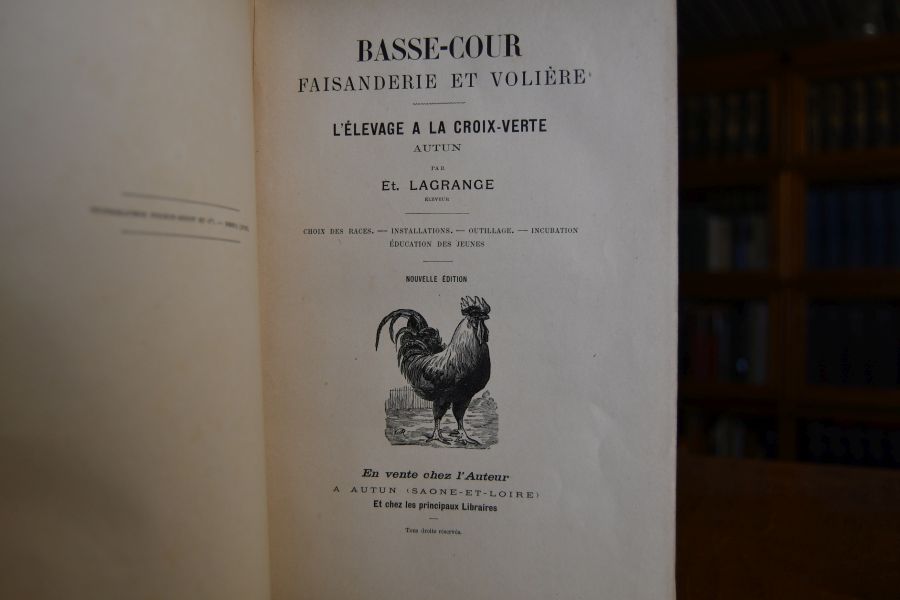 BASSE-COUR
FAISANDERIE ET VOLIÈRE
L'ÉLEVAGE A LA CROIX-VERTE
AUTUN
PAR
Et. LAGRANGE
ÉLEVEUR
CHOIX DES RACES. — INSTALLATIONS. — OUTILLAGE. — INCUBATION
ÉDUCATION DES JEUNES
NOUVELLE ÉDITION
En vente chez l'Auteur
A AUTUN (SAONE-ET-LOIRE)
Et chez les principaux Libraires
Tous droits réservés.